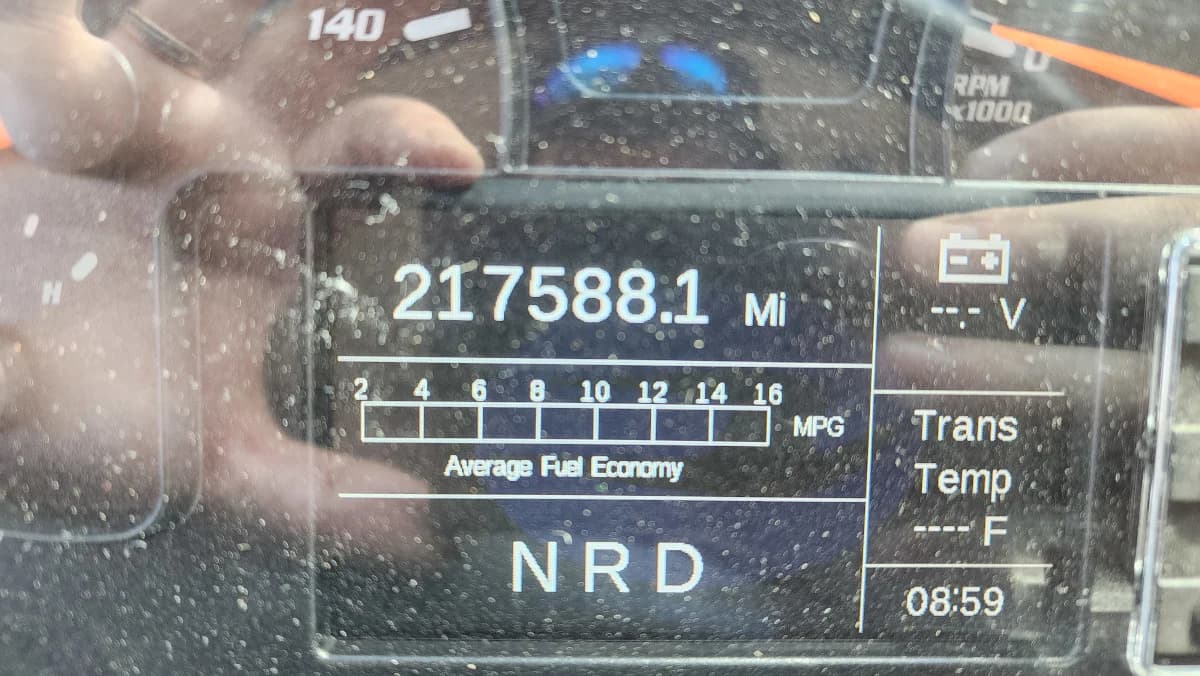 140
0
RPM
x1000
H
217588.1 Mi
--.- V
2 4 6 8 10 12 14 16
MPG
Average Fuel Economy
Trans
Temp
---- F
N R D
08:59